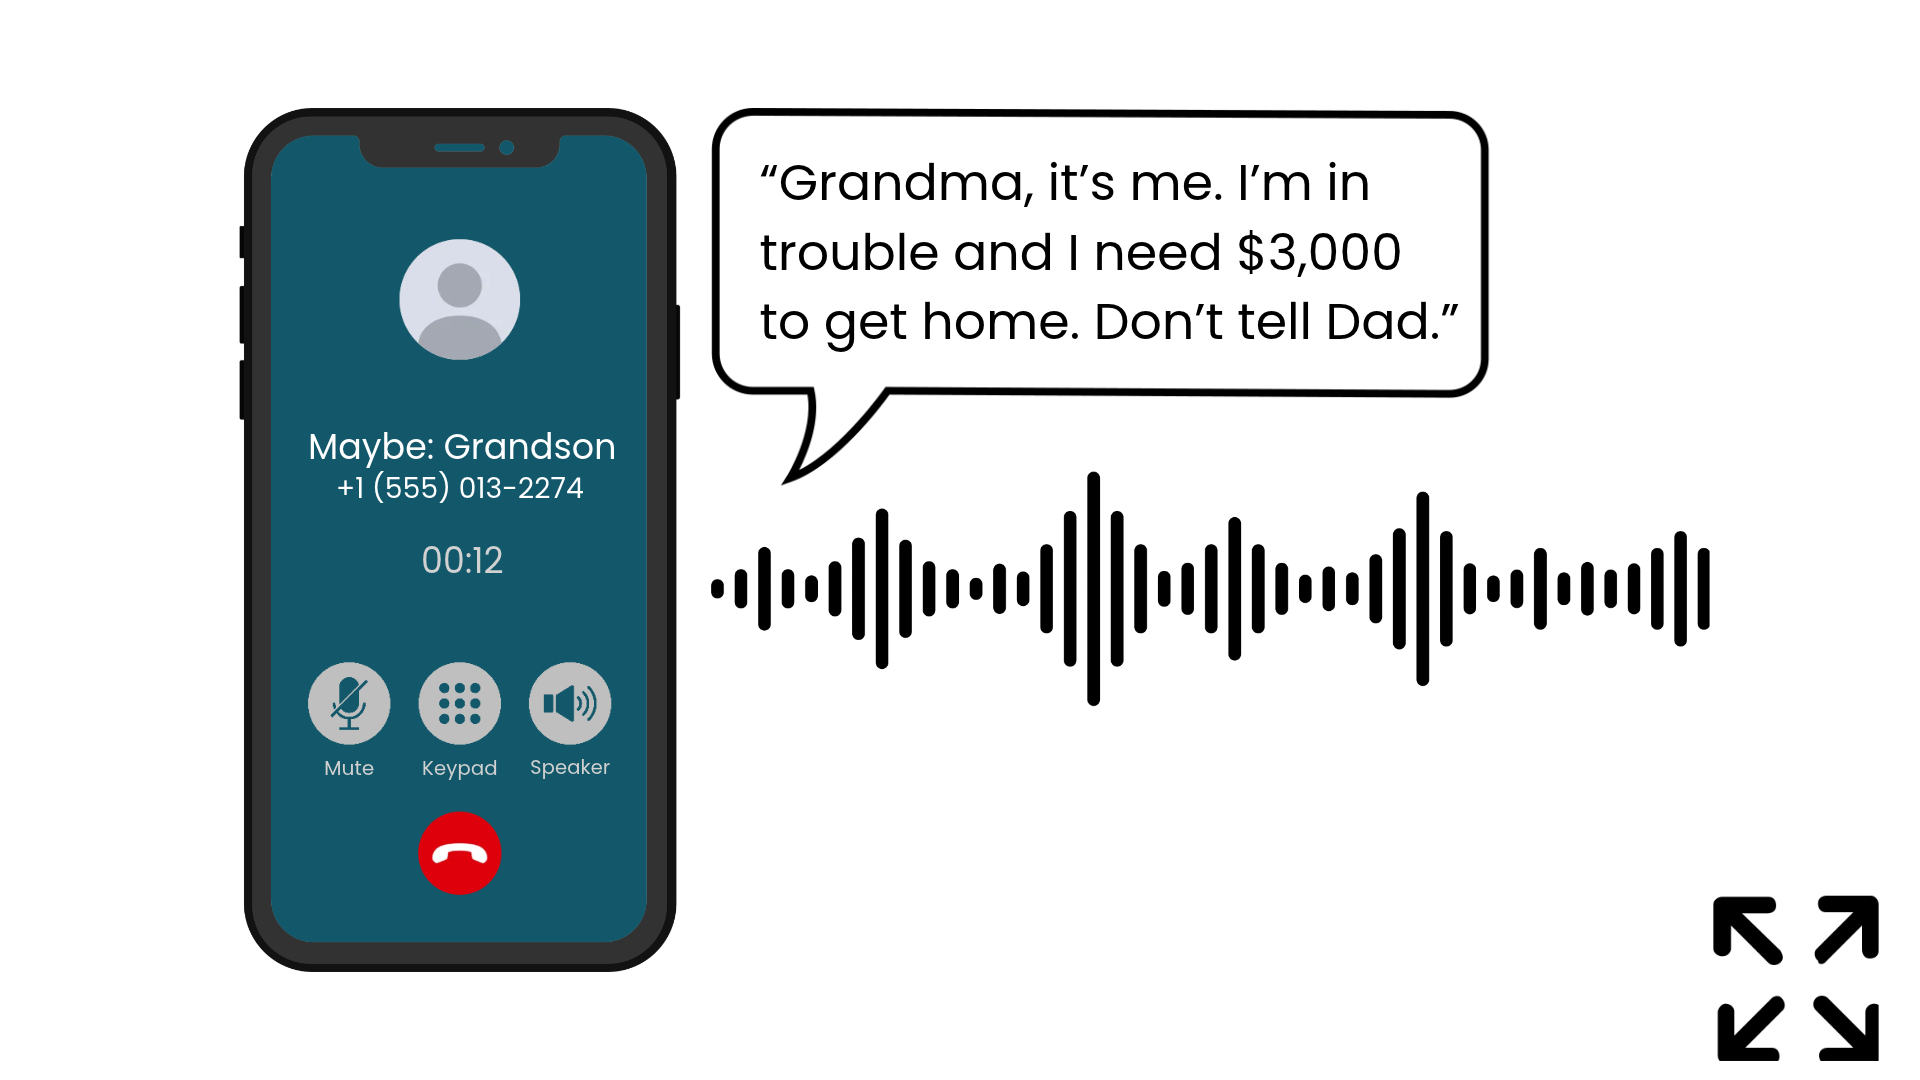 “Grandma, it’s me. I’m in
trouble and I need $3,000
to get home. Don’t tell Dad.”
Maybe: Grandson
+1 (555) 013-2274
00:12
Mute Keypad Speaker